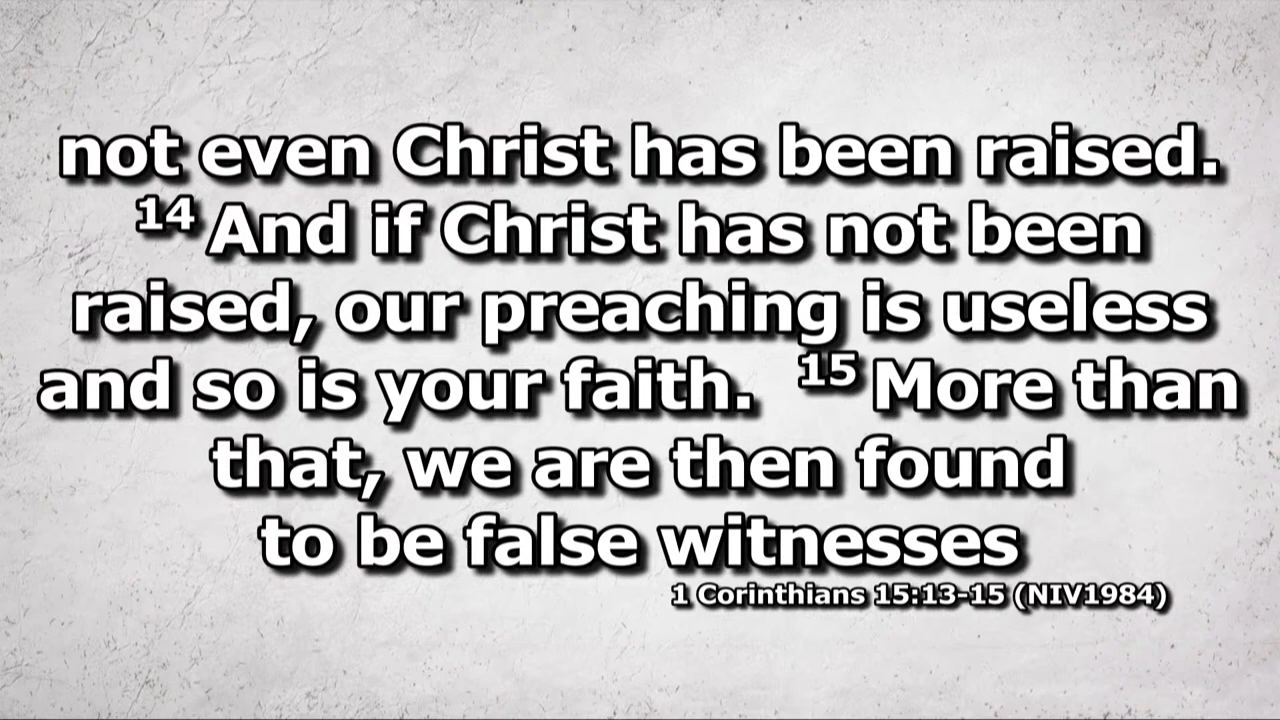 not even Christ has been raised.
14 And if Christ has not been
raised, our preaching is useless
and so is your faith. 15 More than
that, we are then found
to be false witnesses
1 Corinthians 15:13-15 (NIV1984)